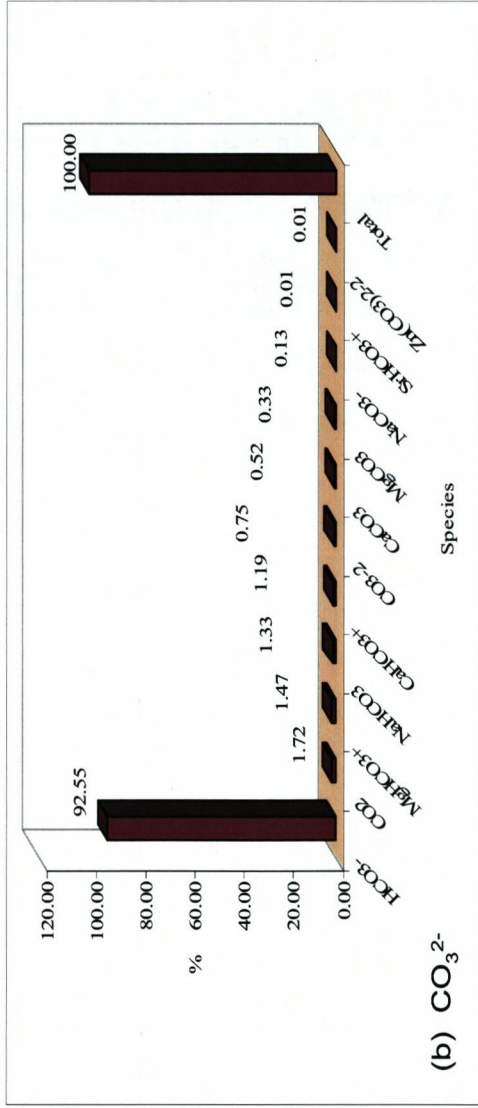 120.00
100.00
80.00
60.00
40.00
20.00
0.00
%
92.55
1.72
1.47
1.33
1.19
0.75
0.52
0.33
0.13
0.01
0.01
100.00
HCO3-
CO2
MgHCO3+
NaHCO3
CaHCO3+
CO3-2
CaCO3
MgCO3
NaCO3-
SrHCO3+
Zn(CO3)2-2
Total
Species
(b) CO₃²⁻